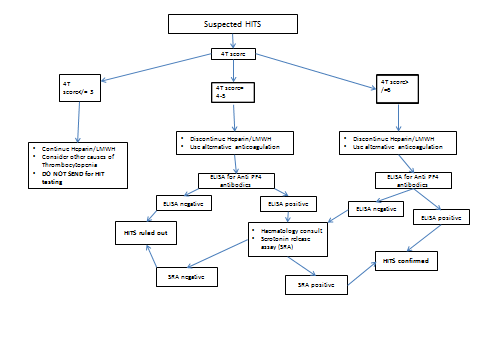 Suspected HITS
4T score
4T
score</= 3
4T score=
4-5
4T score>
/=6
• Continue Heparin/LMWH
• Consider other causes of
Thrombocytopenia
• DO NOT SEND for HIT
testing
• Discontinue Heparin/LMWH
• Use alternative anticoagulation
• Discontinue Heparin/LMWH
• Use alternative anticoagulation
ELISA for Anti PF4
antibodies
ELISA for Anti PF4
antibodies
ELISA negative
ELISA positive
ELISA negative
ELISA positive
HITS ruled out
• Haematology consult
• Serotonin release
assay (SRA)
HITS confirmed
SRA negative
SRA positive